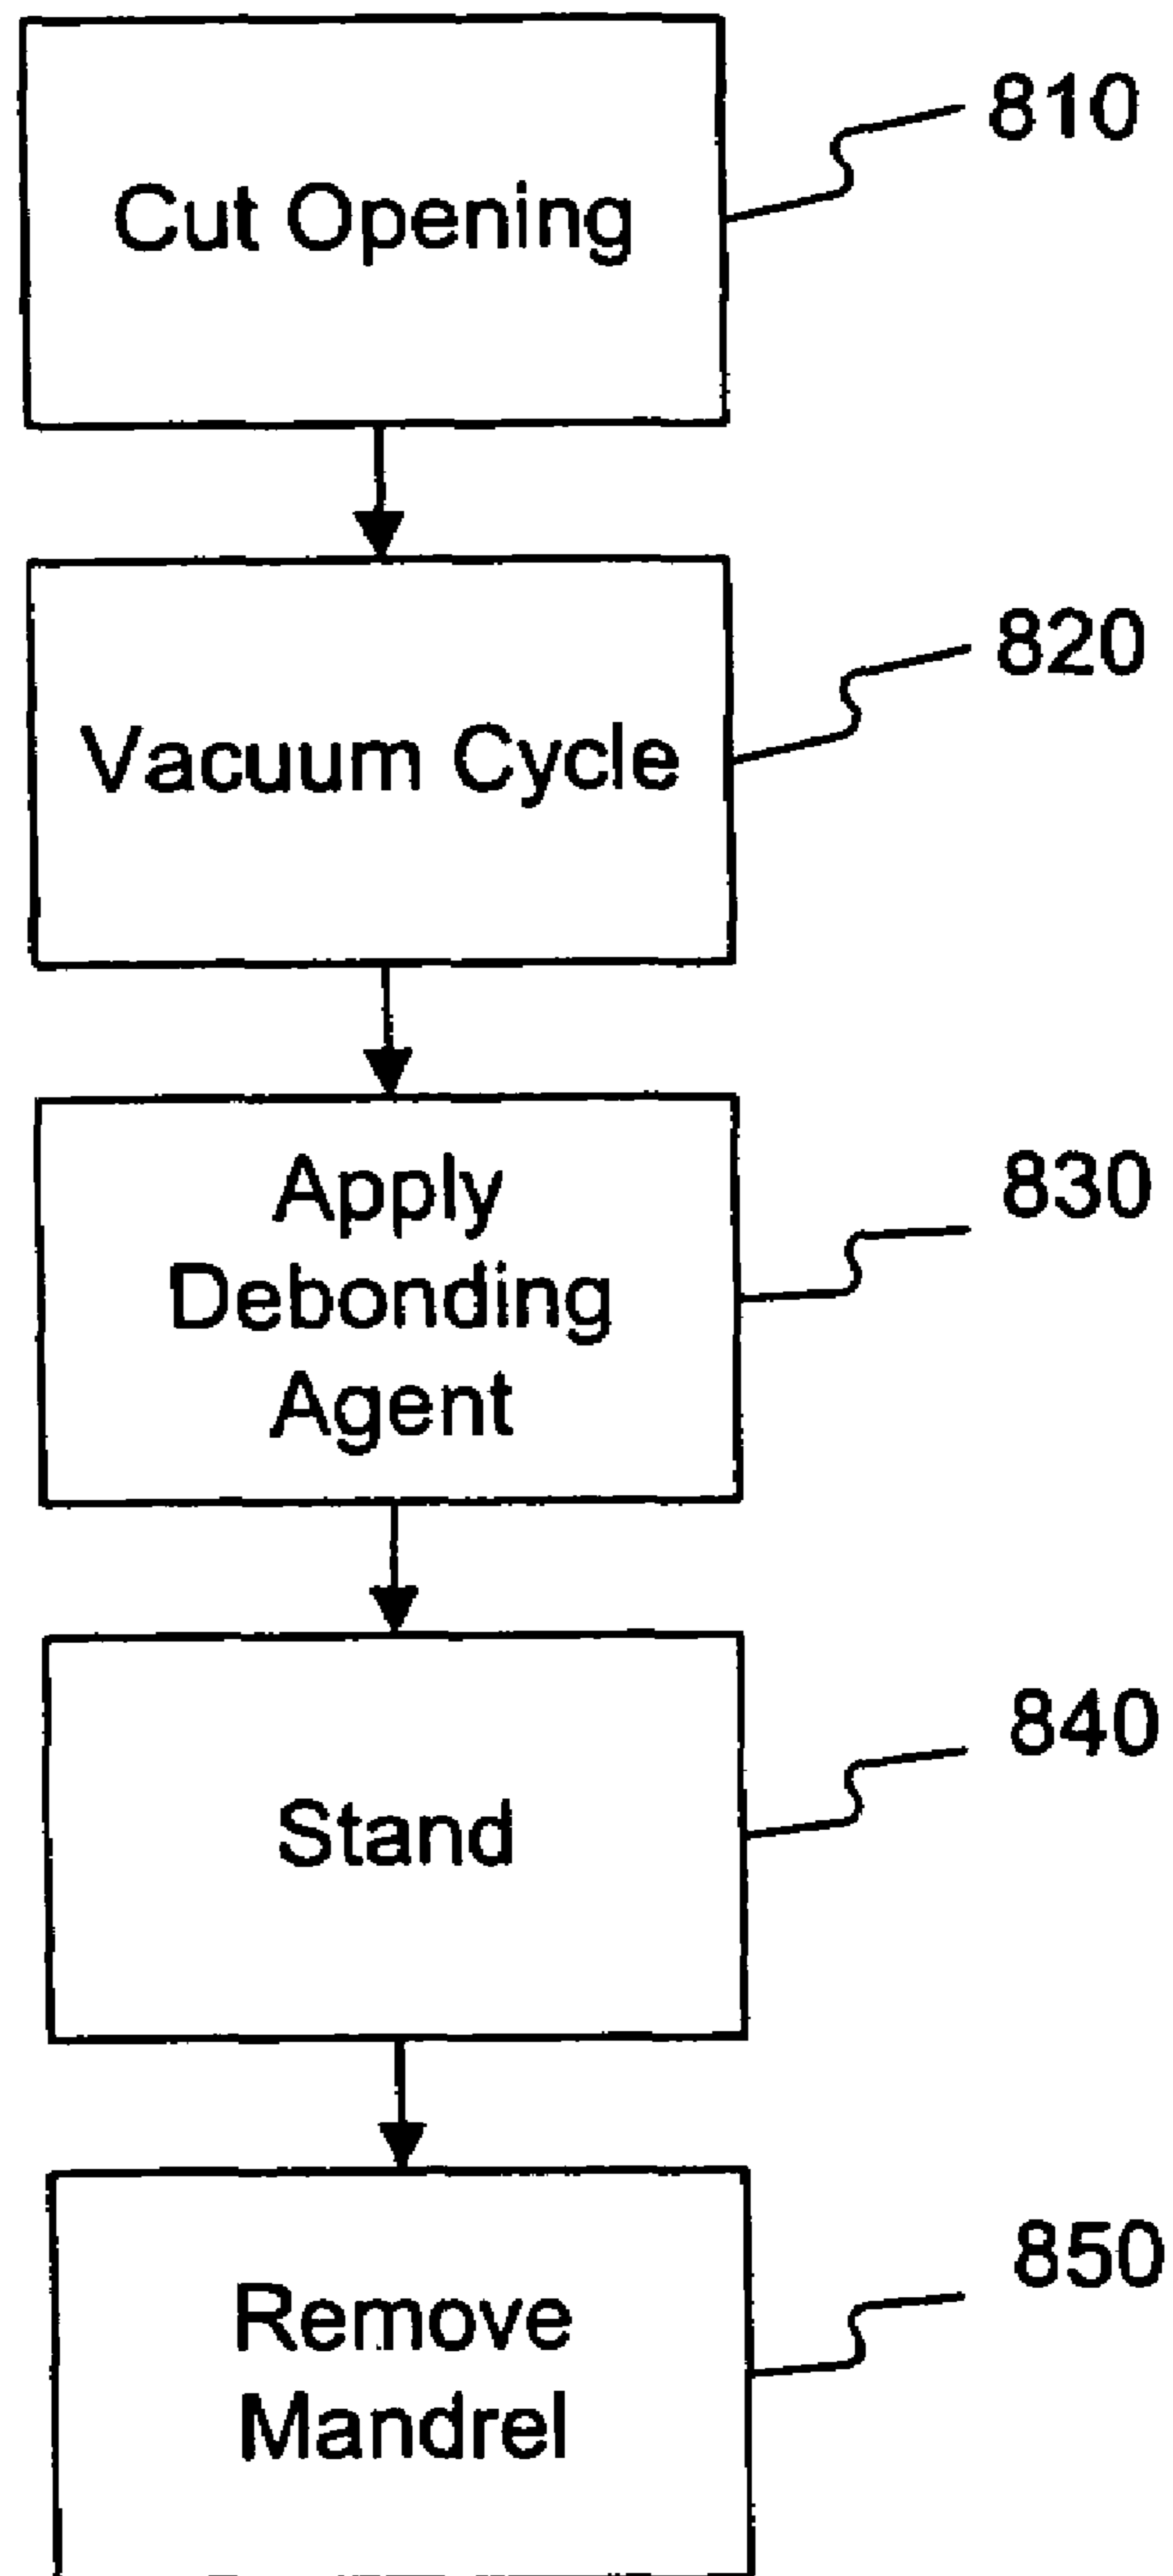 Cut Opening
810
Vacuum Cycle
820
Apply
Debonding
Agent
830
Stand
840
Remove
Mandrel
850